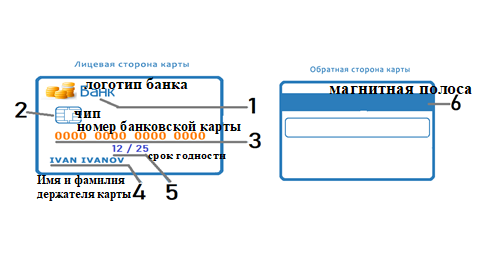 Лицевая сторона карты
Банк
логотип банка
1
2
чип
номер банковской карты
0000 0000 0000 0000
3
12 / 25
срок годности
IVAN IVANOV
Имя и фамилия
держателя карты
4
5
Обратная сторона карты
магнитная полоса
6